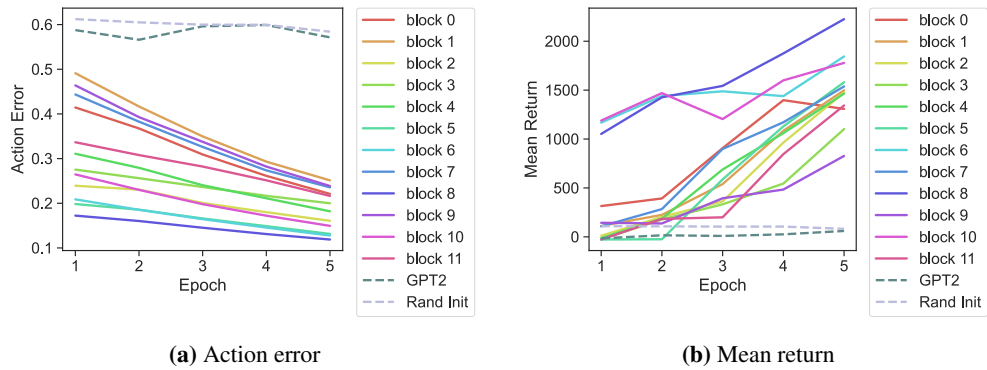 0.6
0.5
0.4
0.3
0.2
0.1
Action Error
1 2 3 4 5
Epoch
block 0
block 1
block 2
block 3
block 4
block 5
block 6
block 7
block 8
block 9
block 10
block 11
GPT2
Rand Init
(a) Action error
2000
1500
1000
500
0
Mean Return
1 2 3 4 5
Epoch
block 0
block 1
block 2
block 3
block 4
block 5
block 6
block 7
block 8
block 9
block 10
block 11
GPT2
Rand Init
(b) Mean return